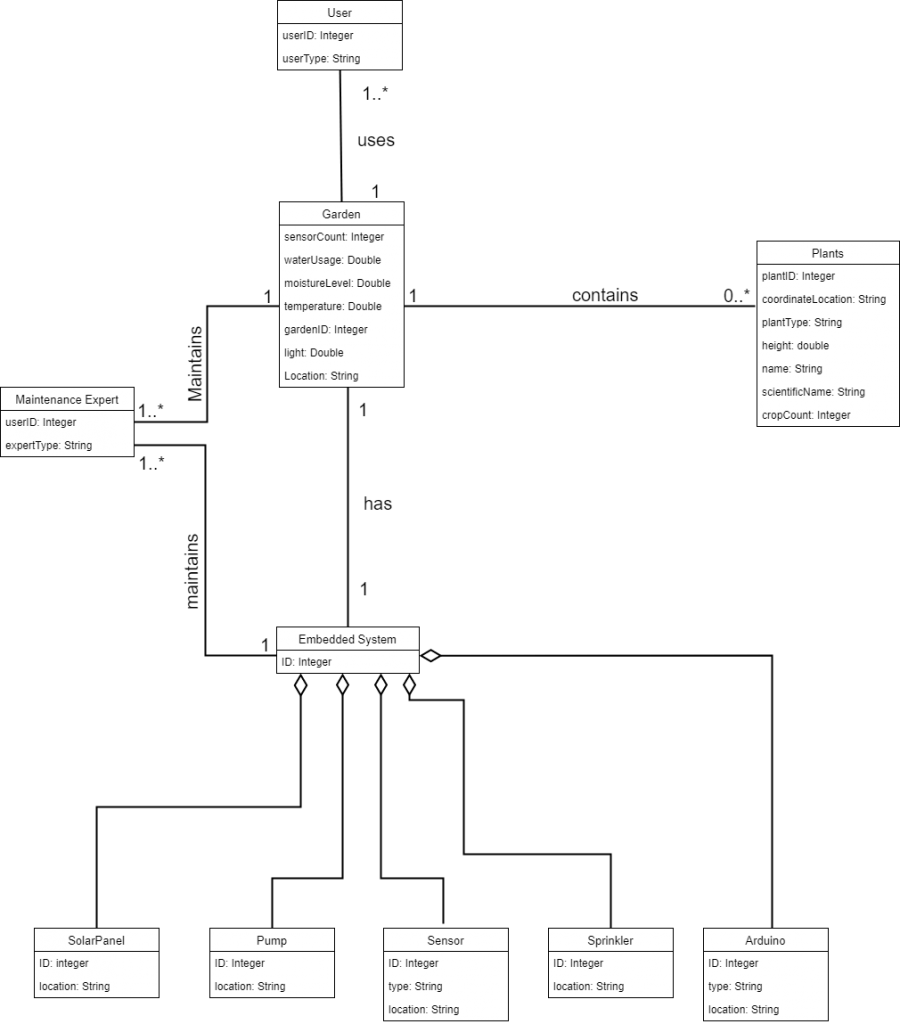 User
userID: Integer
userType: String
1..*
uses
1
Garden
sensorCount: Integer
waterUsage: Double
moistureLevel: Double
temperature: Double
gardenID: Integer
light: Double
Location: String
1
contains
0..*
Plants
plantID: Integer
coordinateLocation: String
plantType: String
height: double
name: String
scientificName: String
cropCount: Integer
1
Maintains
1..*
Maintenance Expert
userID: Integer
expertType: String
1..*
maintains
1
1
has
1
Embedded System
ID: Integer
SolarPanel
ID: integer
location: String
Pump
ID: Integer
location: String
Sensor
ID: Integer
type: String
location: String
Sprinkler
ID: Integer
location: String
Arduino
ID: Integer
type: String
location: String